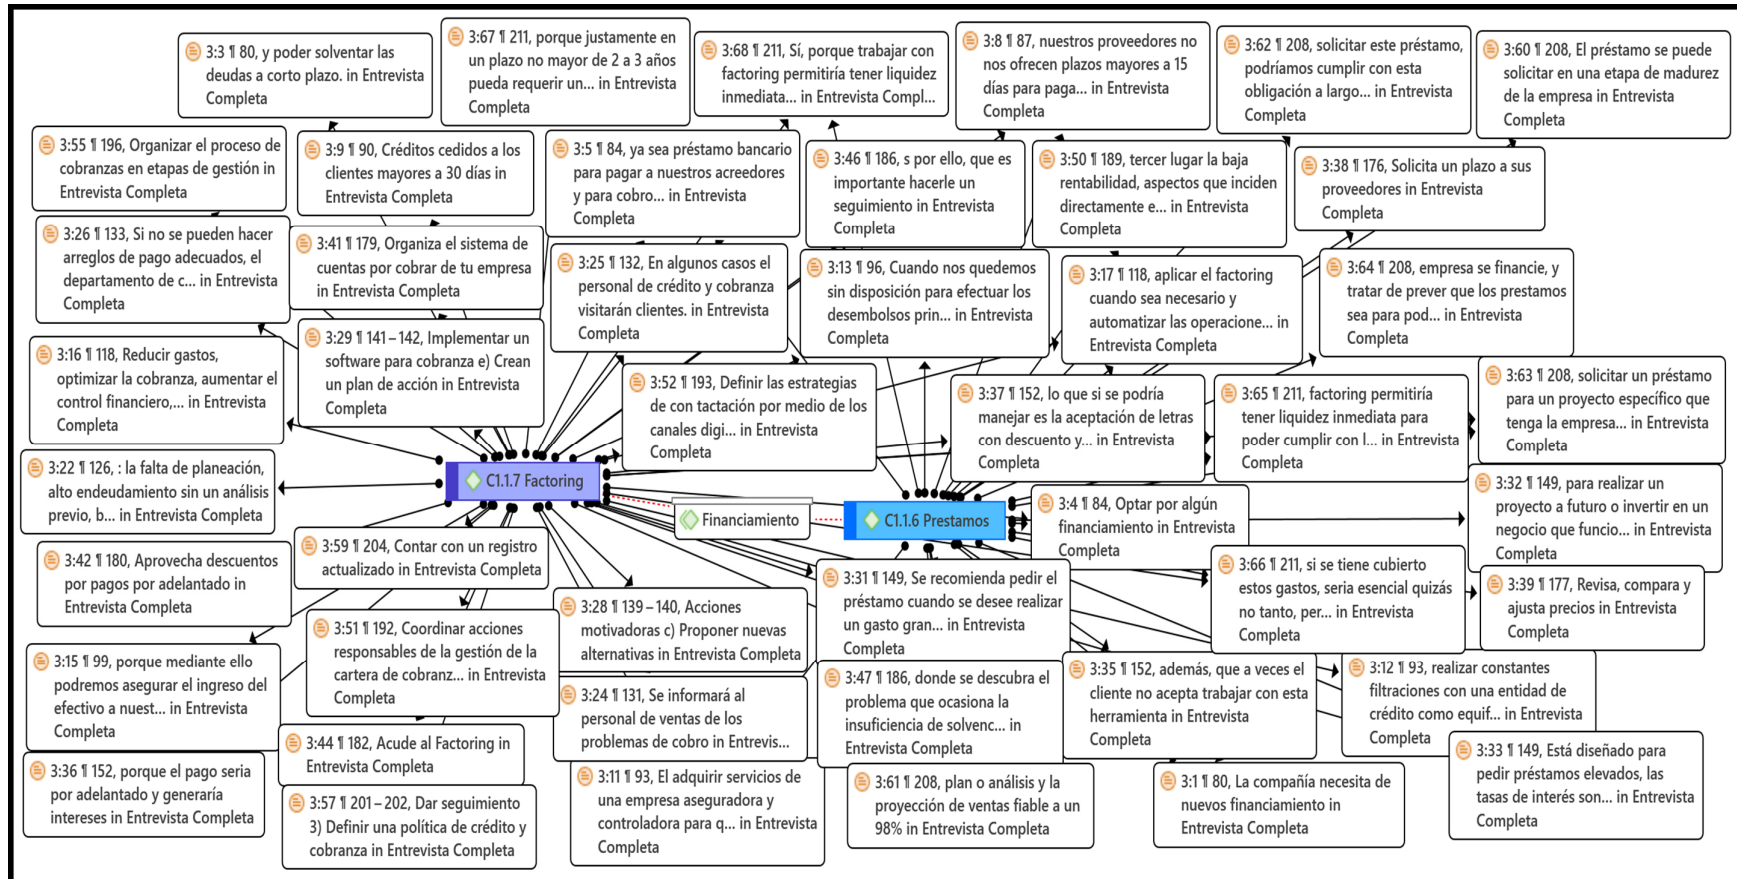 3:3 ¶ 80, y poder solventar las
deudas a corto plazo. in Entrevista
Completa
3:67 ¶ 211, porque justamente en
un plazo no mayor de 2 a 3 años
pueda requerir un... in Entrevista
Completa
3:68 ¶ 211, Sí, porque trabajar con
factoring permitiría tener liquidez
inmediata... in Entrevista Compl...
3:8 ¶ 87, nuestros proveedores no
nos ofrecen plazos mayores a 15
días para paga... in Entrevista
Completa
3:62 ¶ 208, solicitar este préstamo,
podríamos cumplir con esta
obligación a largo... in Entrevista
Completa
3:60 ¶ 208, El préstamo se puede
solicitar en una etapa de madurez
de la empresa in Entrevista
Completa
3:55 ¶ 196, Organizar el proceso de
cobranzas en etapas de gestión in
Entrevista Completa
3:9 ¶ 90, Créditos cedidos a los
clientes mayores a 30 días in
Entrevista Completa
3:5 ¶ 84, ya sea préstamo bancario
para pagar a nuestros acreedores
y para cobro... in Entrevista
Completa
3:46 ¶ 186, s por ello, que es
importante hacerle un
seguimiento in Entrevista
Completa
3:50 ¶ 189, tercer lugar la baja
rentabilidad, aspectos que inciden
directamente e... in Entrevista
Completa
3:38 ¶ 176, Solicita un plazo a sus
proveedores in Entrevista
Completa
3:26 ¶ 133, Si no se pueden hacer
arreglos de pago adecuados, el
departamento de c... in Entrevista
Completa
3:41 ¶ 179, Organiza el sistema de
cuentas por cobrar de tu empresa
in Entrevista Completa
3:25 ¶ 132, En algunos casos el
personal de crédito y cobranza
visitarán clientes. in Entrevista
Completa
3:13 ¶ 96, Cuando nos quedemos
sin disposición para efectuar los
desembolsos prin... in Entrevista
Completa
3:17 ¶ 118, aplicar el factoring
cuando sea necesario y
automatizar las operacione... in
Entrevista Completa
3:64 ¶ 208, empresa se financie, y
tratar de prever que los prestamos
sea para pod... in Entrevista
Completa
3:16 ¶ 118, Reducir gastos,
optimizar la cobranza, aumentar el
control financiero,... in Entrevista
Completa
3:29 ¶ 141–142, Implementar un
software para cobranza e) Crean
un plan de acción in Entrevista
Completa
3:52 ¶ 193, Definir las estrategias
de con tactación por medio de los
canales digi... in Entrevista
Completa
3:37 ¶ 152, lo que si se podría
manejar es la aceptación de letras
con descuento y... in Entrevista
Completa
3:65 ¶ 211, factoring permitiría
tener liquidez inmediata para
poder cumplir con l... in Entrevista
Completa
3:63 ¶ 208, solicitar un préstamo
para un proyecto específico que
tenga la empresa... in Entrevista
Completa
3:22 ¶ 126, : la falta de planeación,
alto endeudamiento sin un análisis
previo, b... in Entrevista Completa
C1.1.7 Factoring
Financiamiento
C1.1.6 Prestamos
3:4 ¶ 84, Optar por algún
financiamiento in Entrevista
Completa
3:32 ¶ 149, para realizar un
proyecto a futuro o invertir en un
negocio que funcio... in Entrevista
Completa
3:42 ¶ 180, Aprovecha descuentos
por pagos por adelantado in
Entrevista Completa
3:59 ¶ 204, Contar con un registro
actualizado in Entrevista Completa
3:28 ¶ 139–140, Acciones
motivadoras c) Proponer nuevas
alternativas in Entrevista Completa
3:31 ¶ 149, Se recomienda pedir el
préstamo cuando se desee realizar
un gasto gran... in Entrevista
Completa
3:66 ¶ 211, si se tiene cubierto
estos gastos, seria esencial quizás
no tanto, per... in Entrevista
Completa
3:39 ¶ 177, Revisa, compara y
ajusta precios in Entrevista
Completa
3:15 ¶ 99, porque mediante ello
podremos asegurar el ingreso del
efectivo a nuest... in Entrevista
Completa
3:51 ¶ 192, Coordinar acciones
responsables de la gestión de la
cartera de cobranz... in Entrevista
Completa
3:24 ¶ 131, Se informará al
personal de ventas de los
problemas de cobro in Entrevis...
3:47 ¶ 186, donde se descubra el
problema que ocasiona la
insuficiencia de solvenc... in
Entrevista Completa
3:35 ¶ 152, además, que a veces el
cliente no acepta trabajar con esta
herramienta in Entrevista
Completa
3:12 ¶ 93, realizar constantes
filtraciones con una entidad de
crédito como equif... in Entrevista
Completa
3:36 ¶ 152, porque el pago seria
por adelantado y generaría
intereses in Entrevista Completa
3:44 ¶ 182, Acude al Factoring in
Entrevista Completa
3:57 ¶ 201–202, Dar seguimiento
3) Definir una política de crédito y
cobranza in Entrevista Completa
3:11 ¶ 93, El adquirir servicios de
una empresa aseguradora y
controladora para q... in Entrevista
Completa
3:61 ¶ 208, plan o análisis y la
proyección de ventas fiable a un
98% in Entrevista Completa
3:1 ¶ 80, La compañía necesita de
nuevos financiamiento in
Entrevista Completa
3:33 ¶ 149, Está diseñado para
pedir préstamos elevados, las
tasas de interés son... in Entrevista
Completa